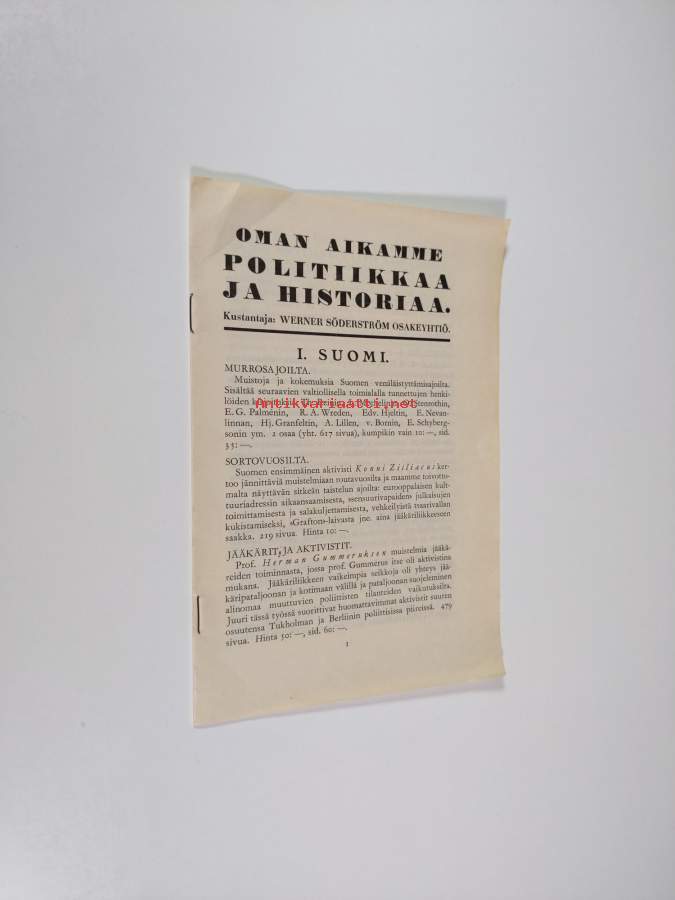 OMAN AIKAMME
POLITIIKKAA
JA HISTORIAA.
Kustantaja: WERNER SÖDERSTRÖM OSAKEYHTIÖ.
I. SUOMI.
MURROSAJOILTA.
Muistoja ja kokemuksia Suomen venäläistyttämisajoilta.
Sisältää seuraavien valtiollisella toimialalla tunnettujen henki-
löiden
Antikvariaatti.net
E. G. Palménin, R. A. Wreden, Edv. Hjeltin, E. Nevan-
linnan, Hj. Granfeltin, A. Lillen, v. Bornin, E. Schyberg-
sonin ym. 2 osaa (yht. 617 sivua), kumpikin vain 10: —, sid.
35: —.
SORTOVUOSILTA.
Suomen ensimmäinen aktivisti Konni Zilliacus ker-
too jännittäviä muistelmiaan routavuosilta ja maamme toivotto-
malta näyttävän sitkeän taistelun ajoilta: eurooppalaisen kult-
tuuriadressin aikaansaamisesta, »sensuurivapaiden» julkaisujen
toimittamisesta ja salakuljettamisesta, vehkeilyistä tsaarivallan
kukistamiseksi, »Grafton»-laivasta jne. aina jääkäriliikkeeseen
saakka. 219 sivua. Hinta 10: —.
JÄÄKÄRIT JA AKTIVISTIT.
Prof. Herman Gummeruksen muistelmia jääkä-
reiden toiminnasta, jossa prof. Gummerus itse oli aktivistina
mukana. Jääkäriliikkeen vaikeimpia seikkoja oli yhteys jää-
käripataljoonan ja kotimaan välillä ja pataljoonan suojeleminen
alinomaa muuttuvien poliittisten tilanteiden vaikutuksilta.
Juuri tässä työssä suorittivat huomattavimmat aktivistit suuren
osuutensa Tukholman ja Berliinin poliittisissa piireissä. 479
sivua. Hinta 50: —, sid. 60: —.
1